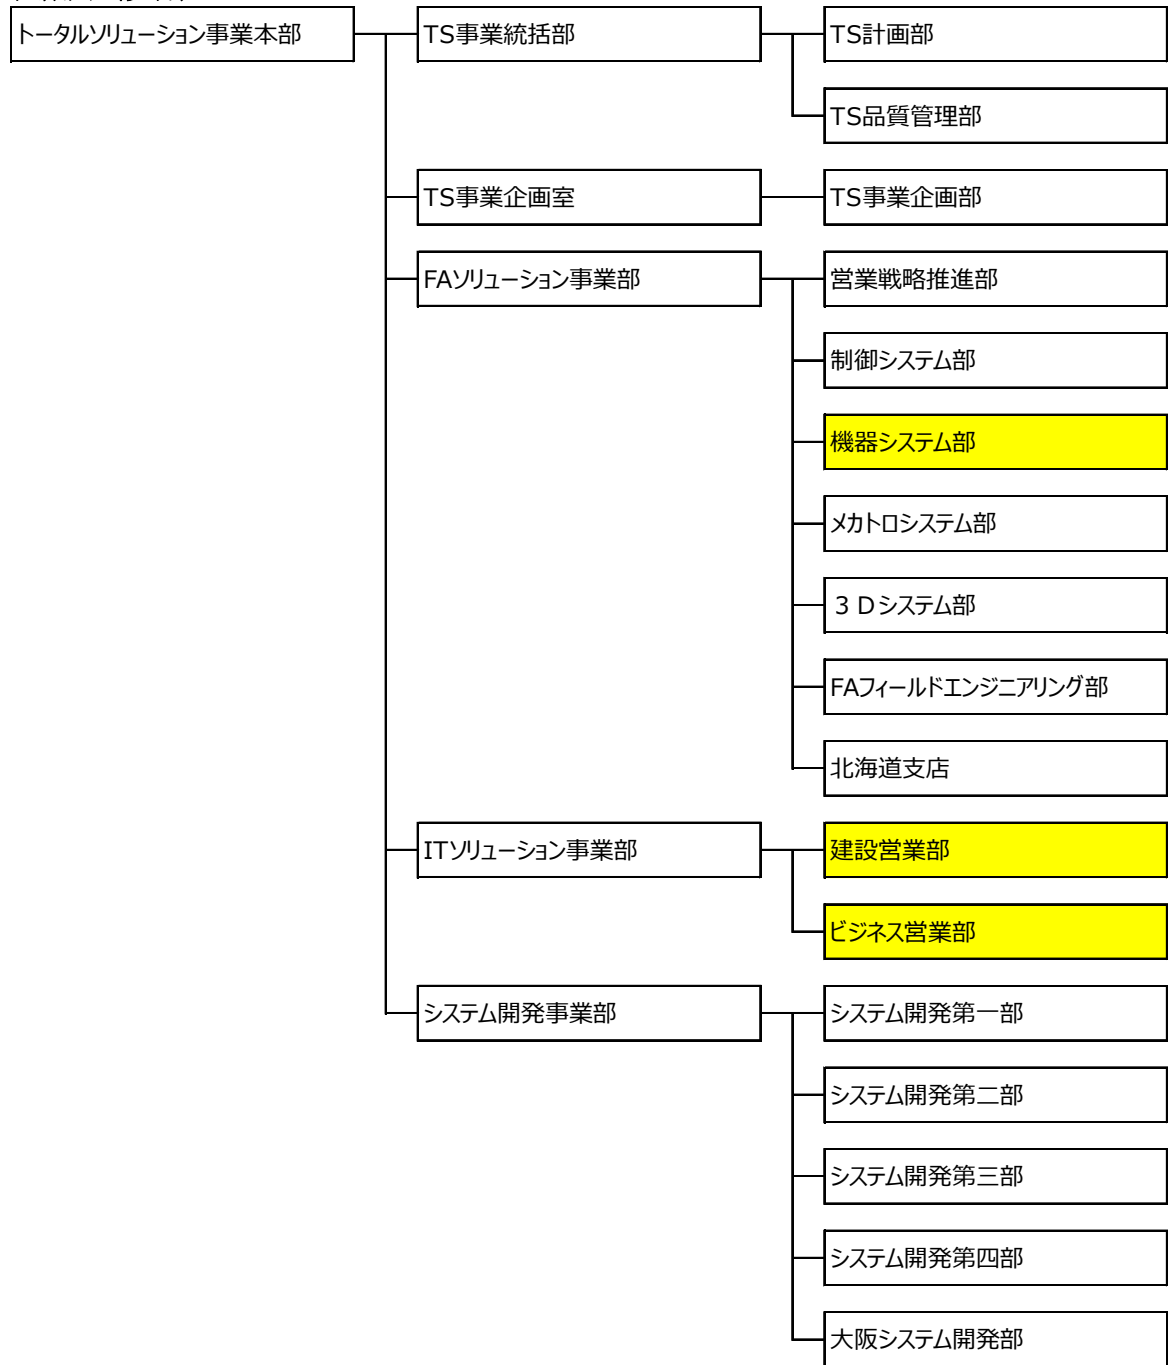 トータルソリューション事業本部
TS事業統括部
TS計画部
TS品質管理部
TS事業企画室
TS事業企画部
FAソリューション事業部
営業戦略推進部
制御システム部
機器システム部
メカトロシステム部
３Ｄシステム部
FAフィールドエンジニアリング部
北海道支店
ITソリューション事業部
建設営業部
ビジネス営業部
システム開発事業部
システム開発第一部
システム開発第二部
システム開発第三部
システム開発第四部
大阪システム開発部